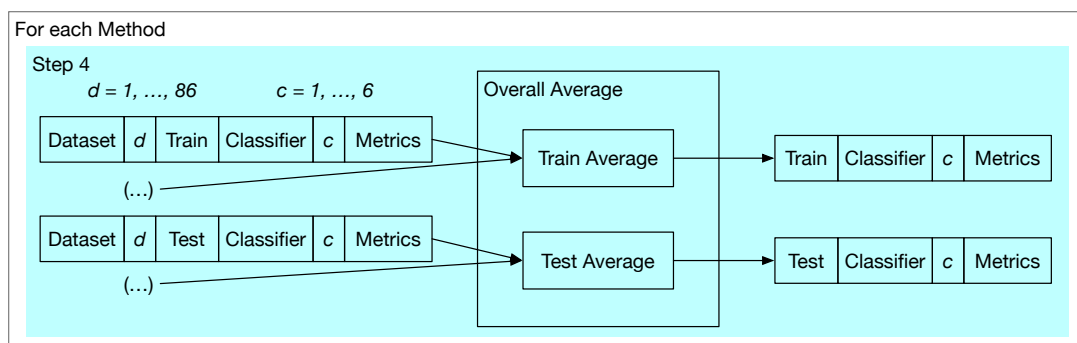 For each Method
Step 4
d = 1, …, 86 c = 1, …, 6
Overall Average
Dataset d Train Classifier c Metrics
Train Average
Train Classifier c Metrics
(…)
Dataset d Test Classifier c Metrics
Test Average
Test Classifier c Metrics
(…)